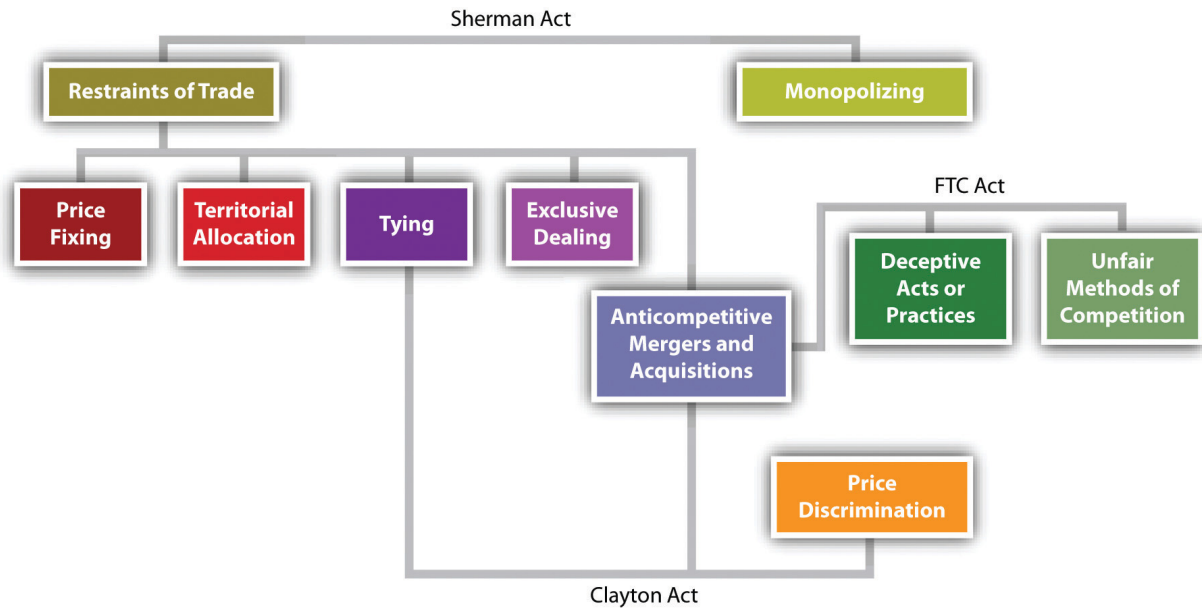 Sherman Act
Restraints of Trade
Monopolizing
Price
Fixing
Territorial
Allocation
Tying
Exclusive
Dealing
FTC Act
Deceptive
Acts or
Practices
Unfair
Methods of
Competition
Anticompetitive
Mergers and
Acquisitions
Price
Discrimination
Clayton Act